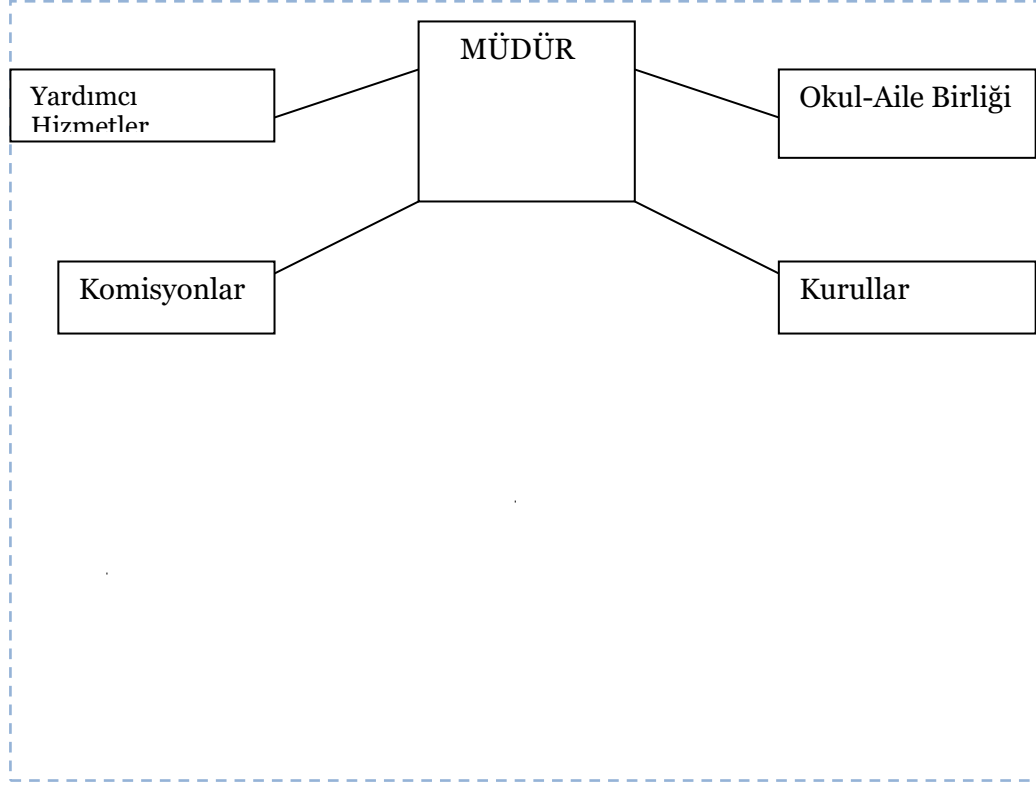 MÜDÜR
Yardımcı
Hizmetler
Okul-Aile Birliği
Komisyonlar
Kurullar